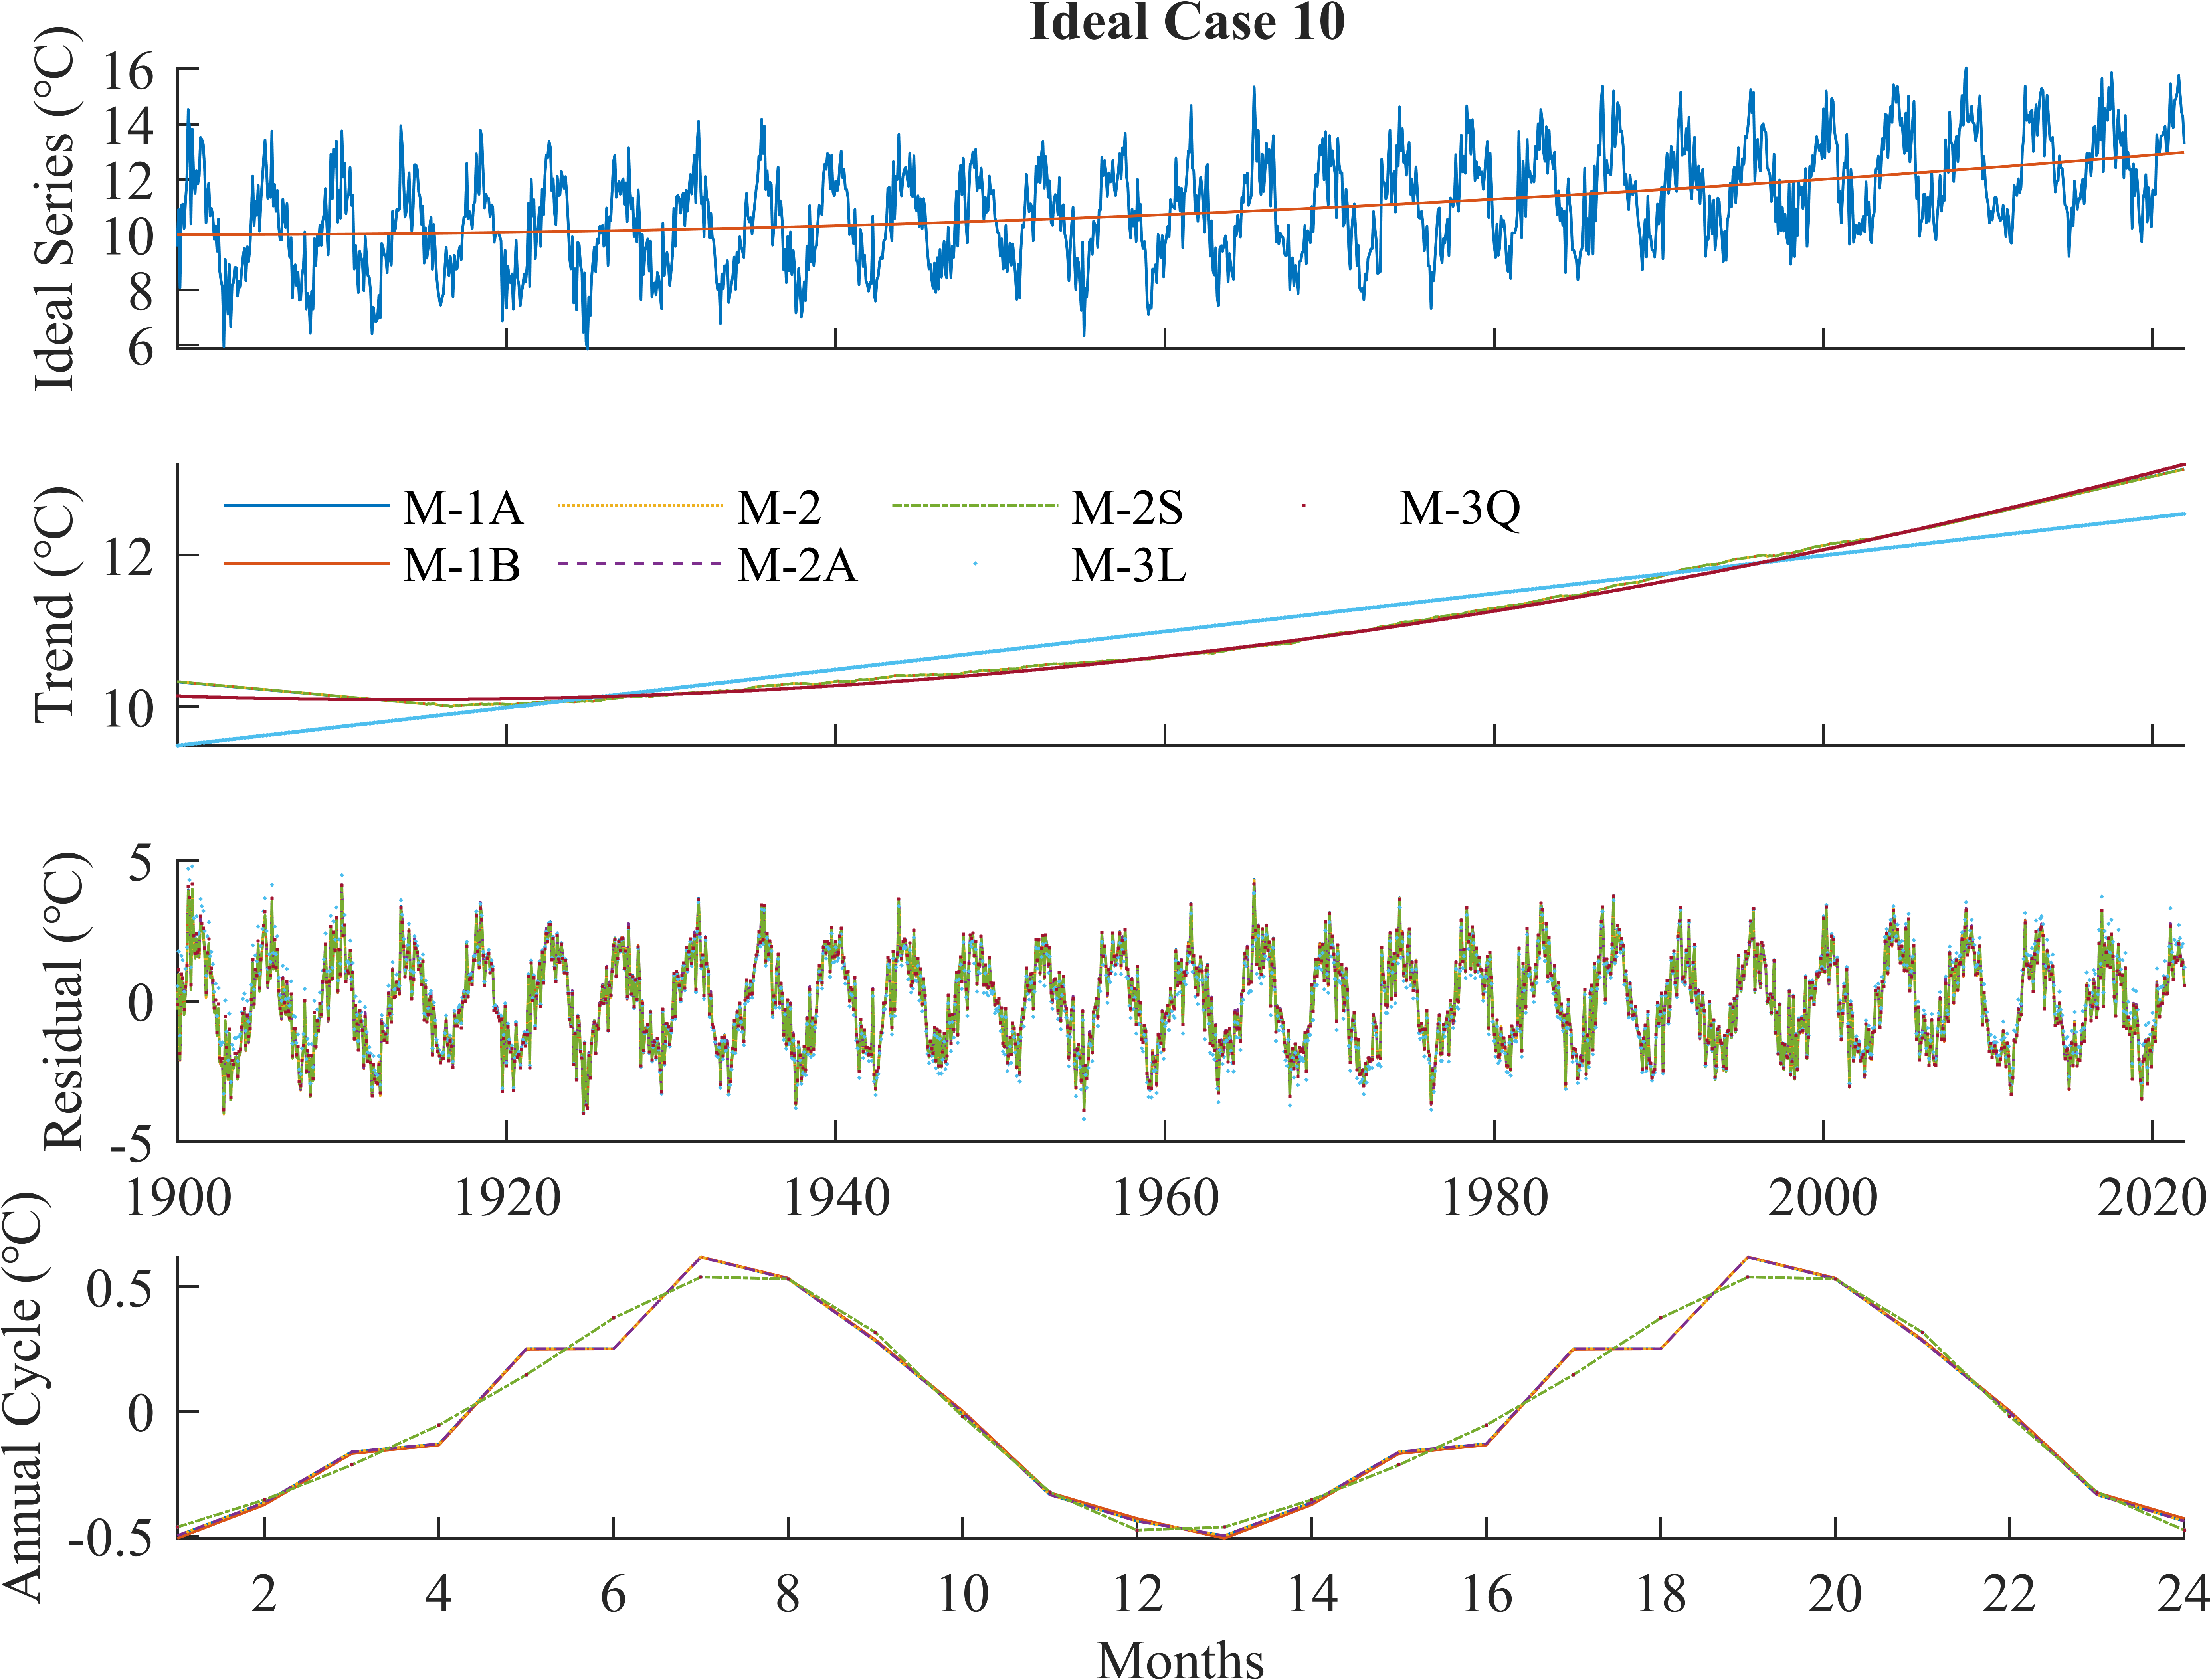 Ideal Case 10
Ideal Series (°C)
16
14
12
10
8
6
Trend (°C)
12
10
M-1A
M-2
M-2S
M-3Q
M-1B
M-2A
M-3L
Residual (°C)
5
0
-5
1900
1920
1940
1960
1980
2000
2020
Annual Cycle (°C)
0.5
0
-0.5
2
4
6
8
10
12
14
16
18
20
22
24
Months